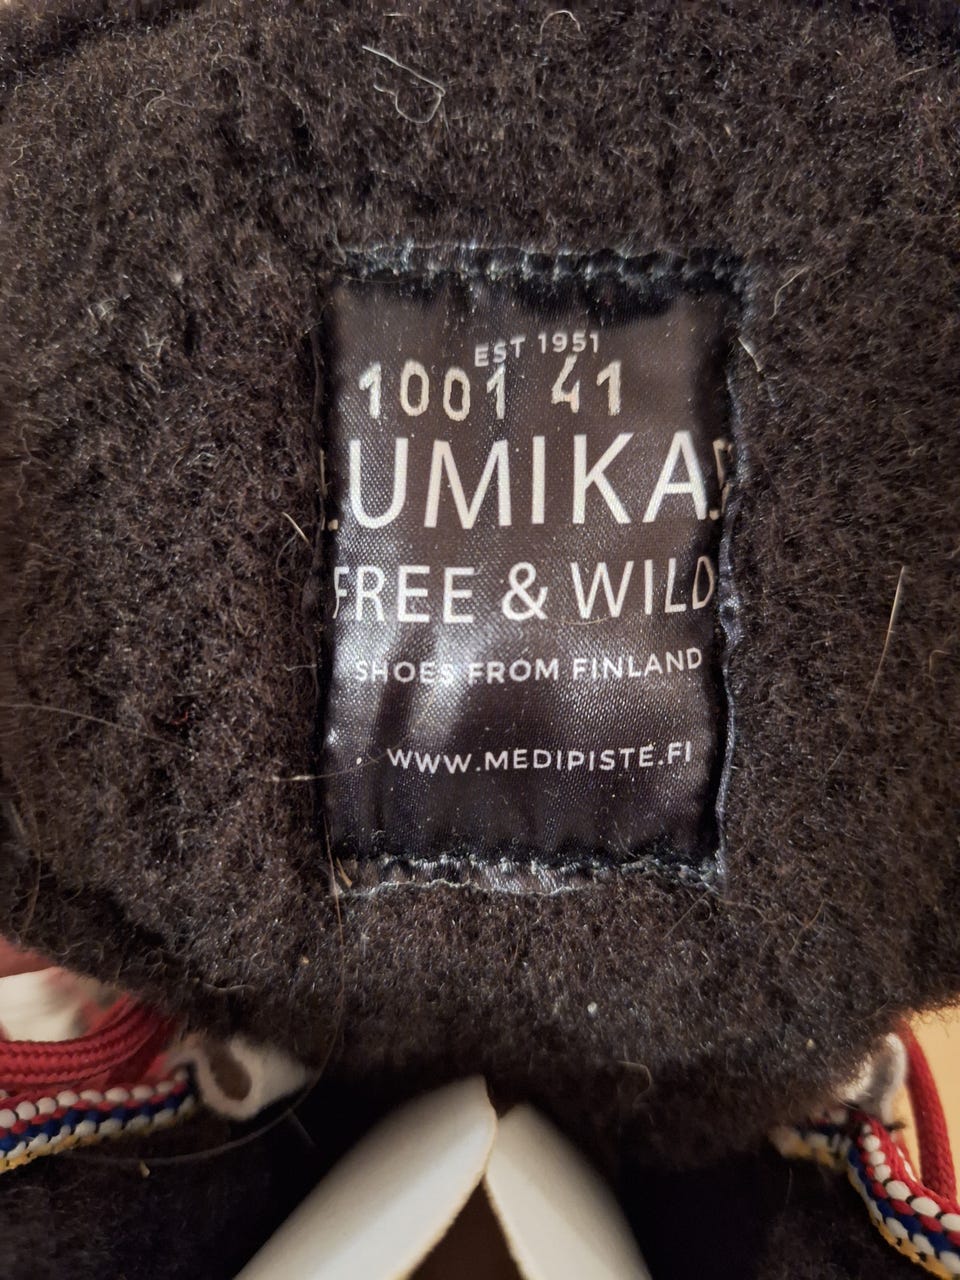 EST 1951
1001 41
UMIKA
FREE & WILD
SHOES FROM FINLAND
WWW.MEDIPISTE.FI